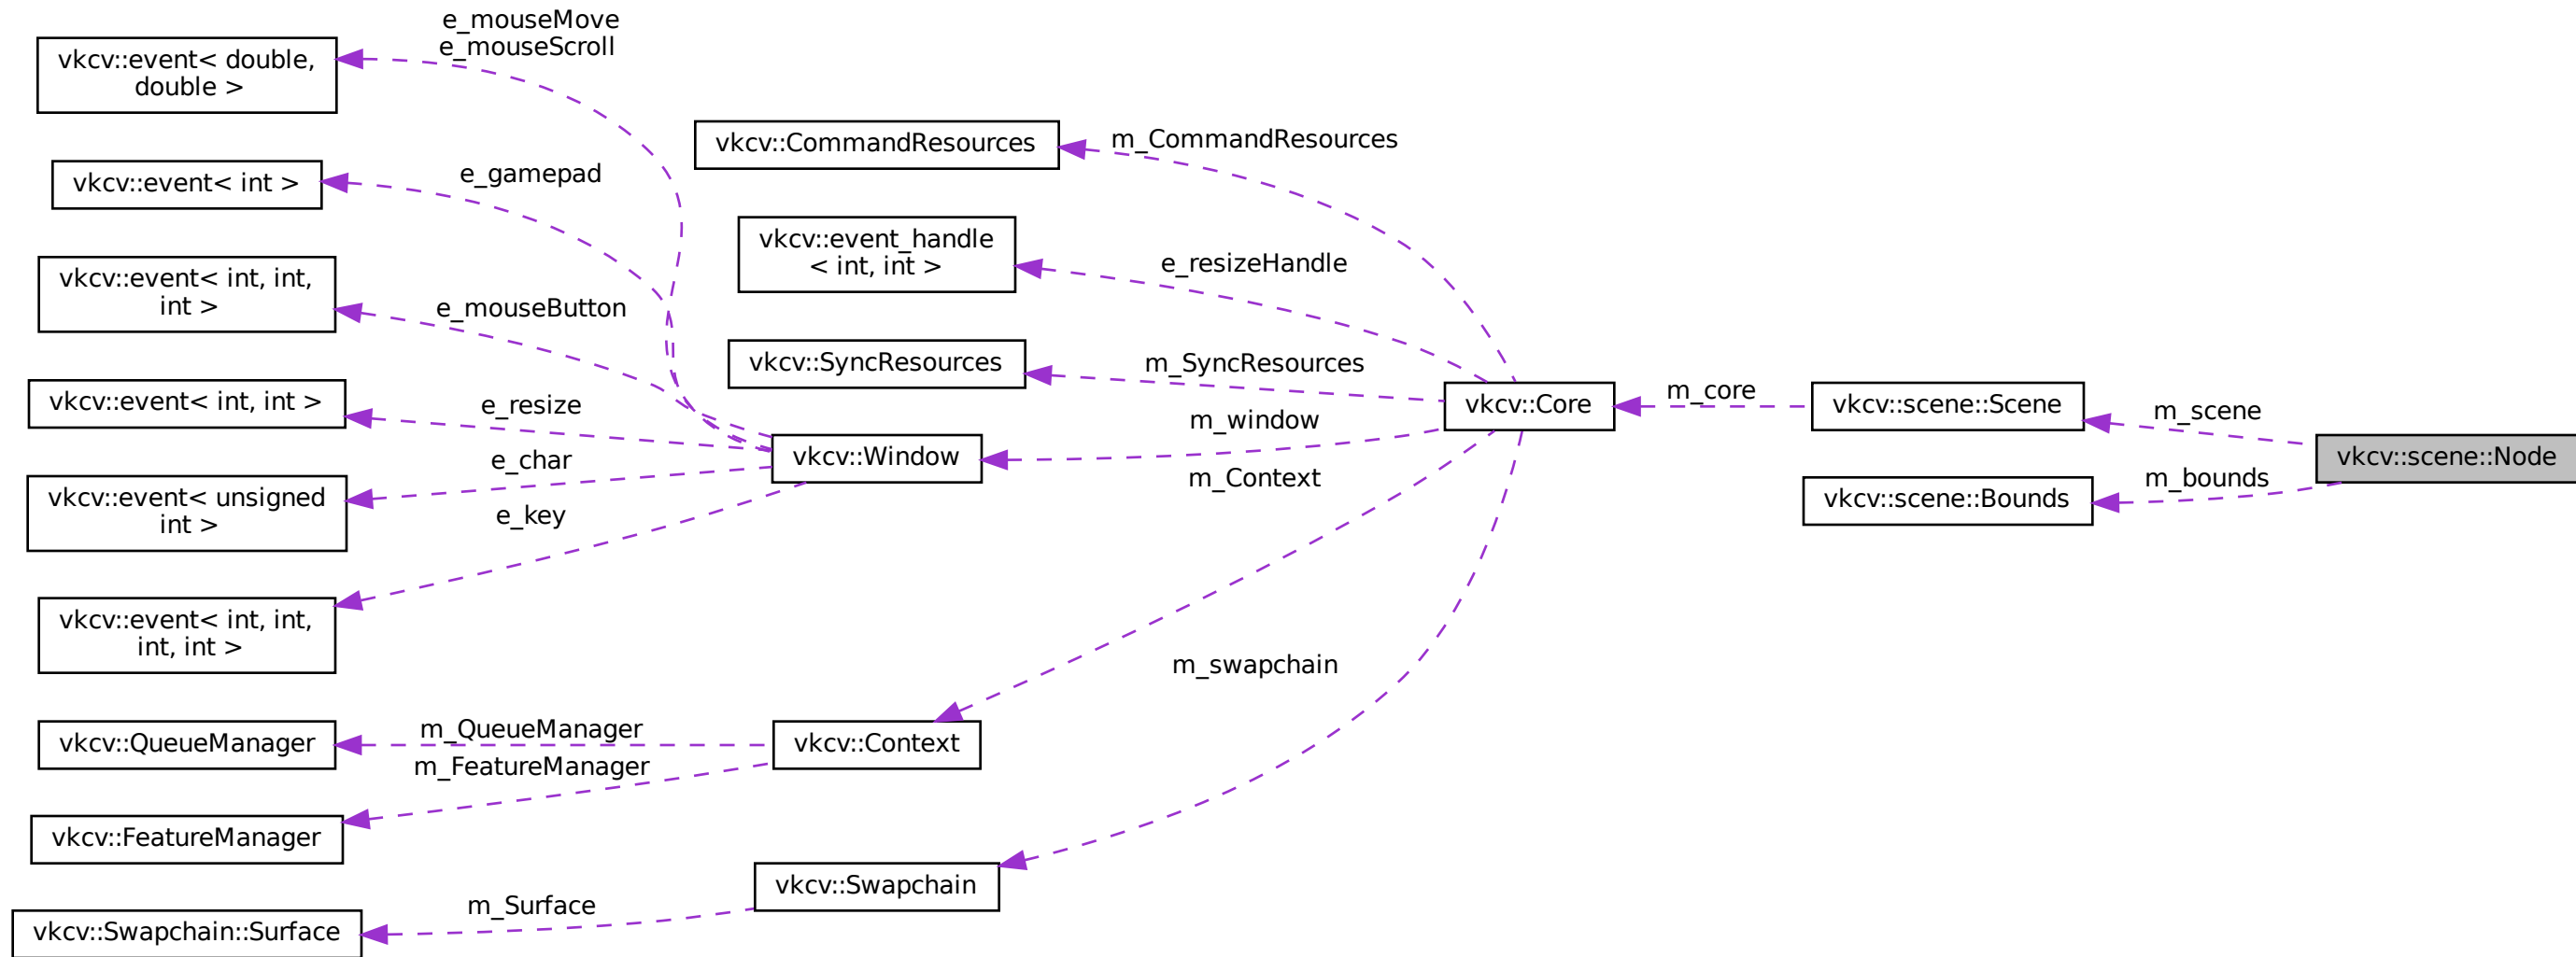 e_mouseMove
e_mouseScroll
vkcv::event< double,
double >
vkcv::CommandResources
m_CommandResources
vkcv::event< int >
e_gamepad
vkcv::event_handle
< int, int >
e_resizeHandle
vkcv::event< int, int,
int >
e_mouseButton
vkcv::SyncResources
m_SyncResources
vkcv::event< int, int >
e_resize
vkcv::Core
m_core
vkcv::scene::Scene
m_scene
m_window
vkcv::Window
vkcv::scene::Node
e_char
m_Context
m_bounds
vkcv::scene::Bounds
vkcv::event< unsigned
int >
e_key
vkcv::event< int, int,
int, int >
m_swapchain
vkcv::QueueManager
m_QueueManager
vkcv::Context
m_FeatureManager
vkcv::FeatureManager
vkcv::Swapchain
m_Surface
vkcv::Swapchain::Surface